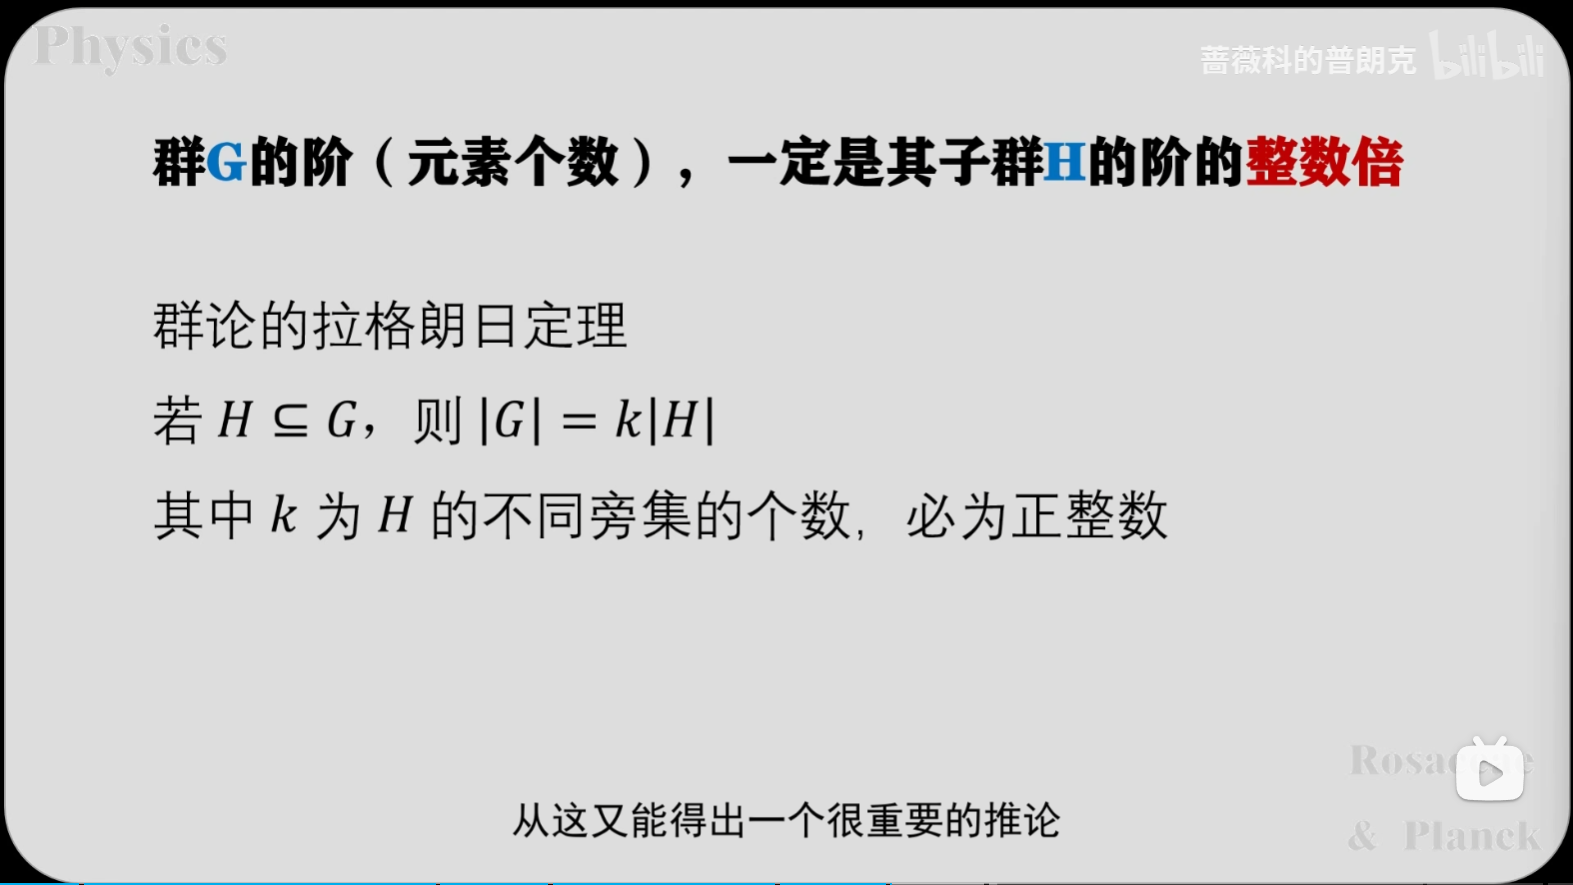 Physics
蔷薇科的普朗克 bilibili
群G的阶（元素个数），一定是其子群H的阶的整数倍
群论的拉格朗日定理
若 H ⊆ G，则 |G| = k|H|
其中 k 为 H 的不同旁集的个数，必为正整数
从这又能得出一个很重要的推论
& Planck